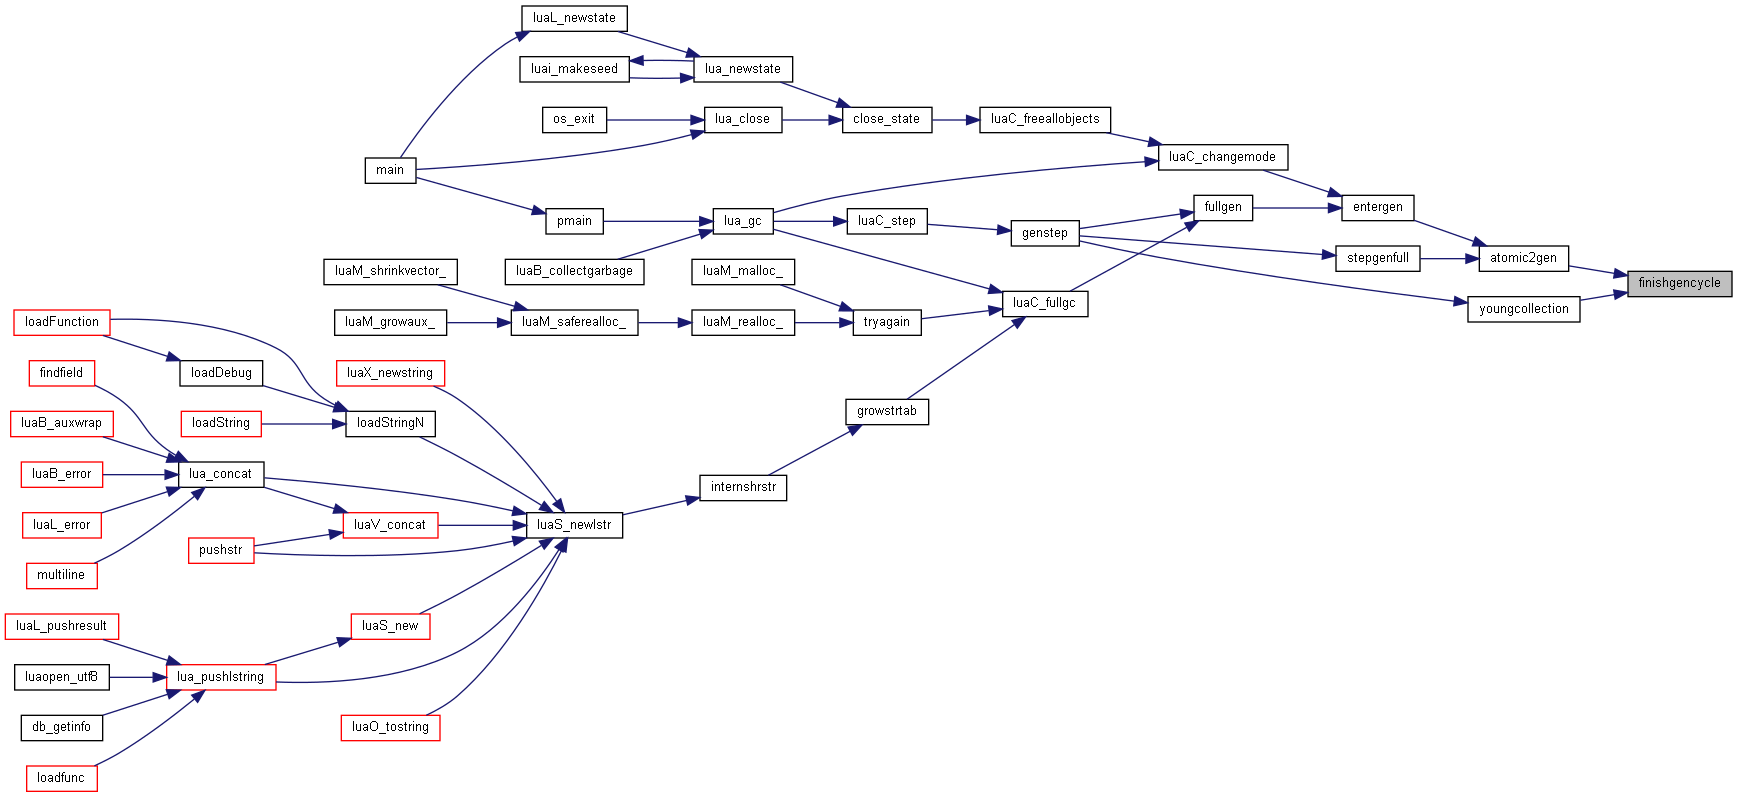 luaL_newstate
luai_makeseed
lua_newstate
os_exit
lua_close
close_state
luaC_freeallobjects
main
luaC_changemode
pmain
lua_gc
luaC_step
genstep
fullgen
entergen
luaM_shrinkvector_
luaB_collectgarbage
luaM_malloc_
stepgenfull
atomic2gen
finishgencycle
loadFunction
luaM_growaux_
luaM_saferealloc_
luaM_realloc_
tryagain
luaC_fullgc
youngcollection
findfield
loadDebug
luaX_newstring
luaB_auxwrap
loadString
loadStringN
growstrtab
luaB_error
lua_concat
internshrstr
luaL_error
luaV_concat
luaS_newlstr
pushstr
multiline
luaL_pushresult
luaS_new
luaopen_utf8
lua_pushlstring
db_getinfo
luaO_tostring
loadfunc